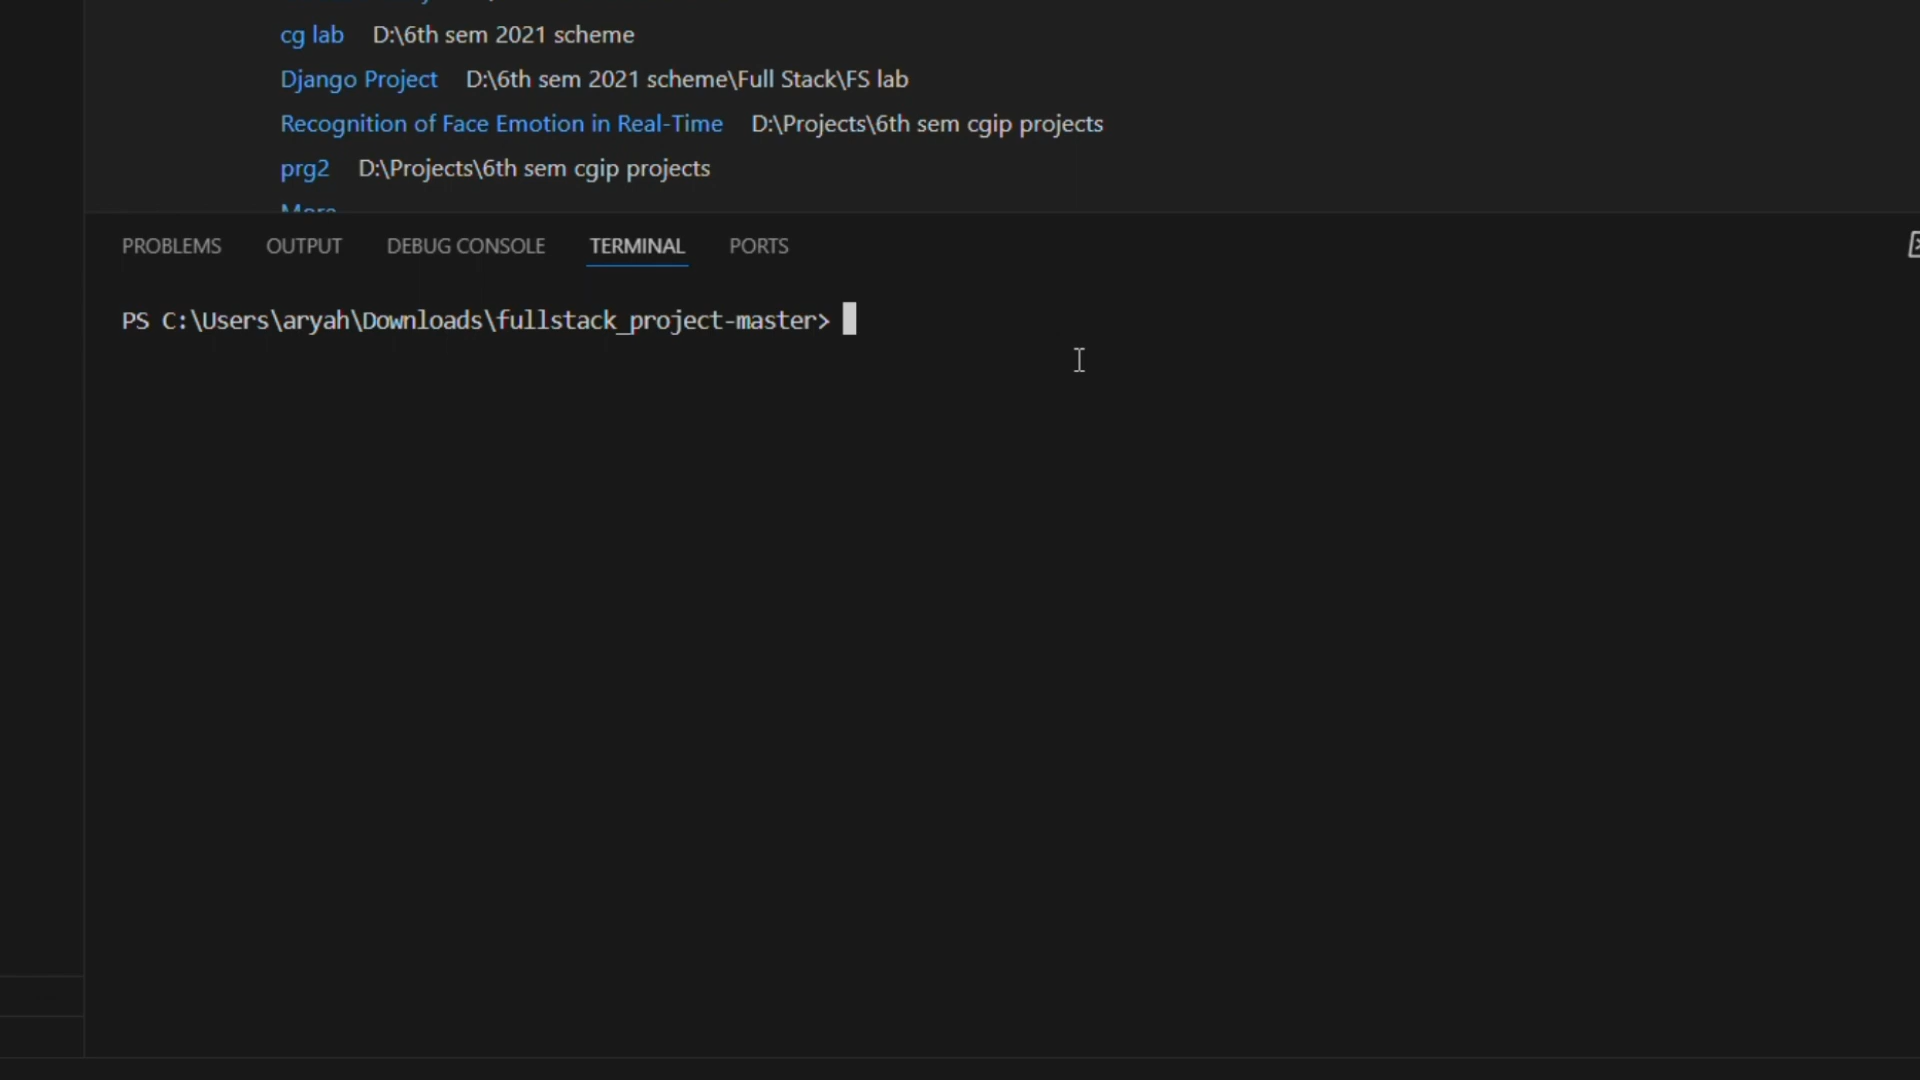 cg lab D:\6th sem 2021 scheme
Django Project D:\6th sem 2021 scheme\Full Stack\FS lab
Recognition of Face Emotion in Real-Time D:\Projects\6th sem cgip projects
prg2 D:\Projects\6th sem cgip projects
More
PROBLEMS OUTPUT DEBUG CONSOLE TERMINAL PORTS
PS C:\Users\aryah\Downloads\fullstack_project-master>